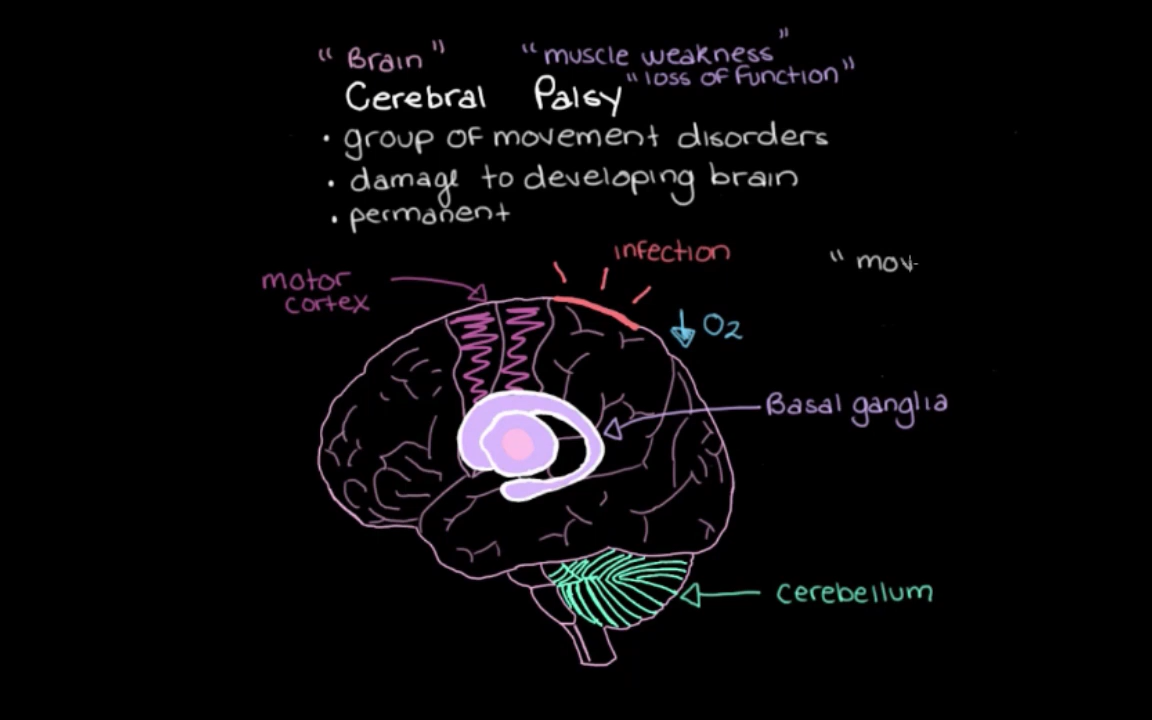 "Brain" "muscle weakness"
"loss of function"
Cerebral Palsy
• group of movement disorders
• damage to developing brain
• permanent
infection
" mov
motor
cortex
↓ O2
Basal ganglia
cerebellum